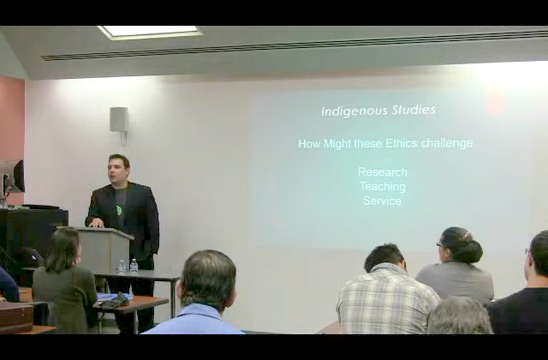 Indigenous Studies
How Might these Ethics challenge
Research
Teaching
Service